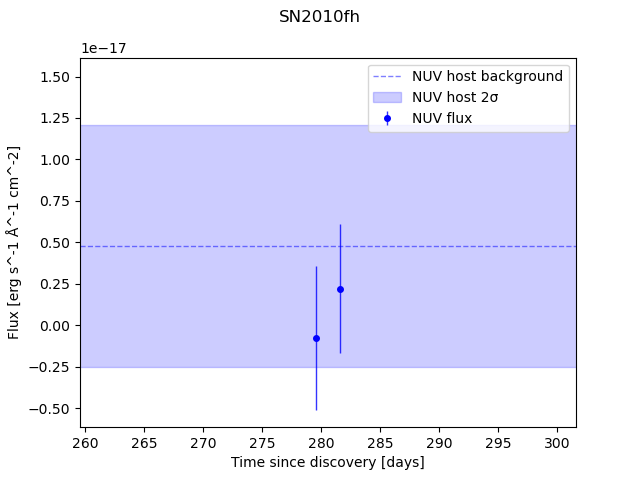 SN2010fh
1e−17
NUV host background
NUV host 2σ
NUV flux
1.50
1.25
1.00
0.75
0.50
0.25
0.00
−0.25
−0.50
Flux [erg s^-1 Å^-1 cm^-2]
260 265 270 275 280 285 290 295 300
Time since discovery [days]